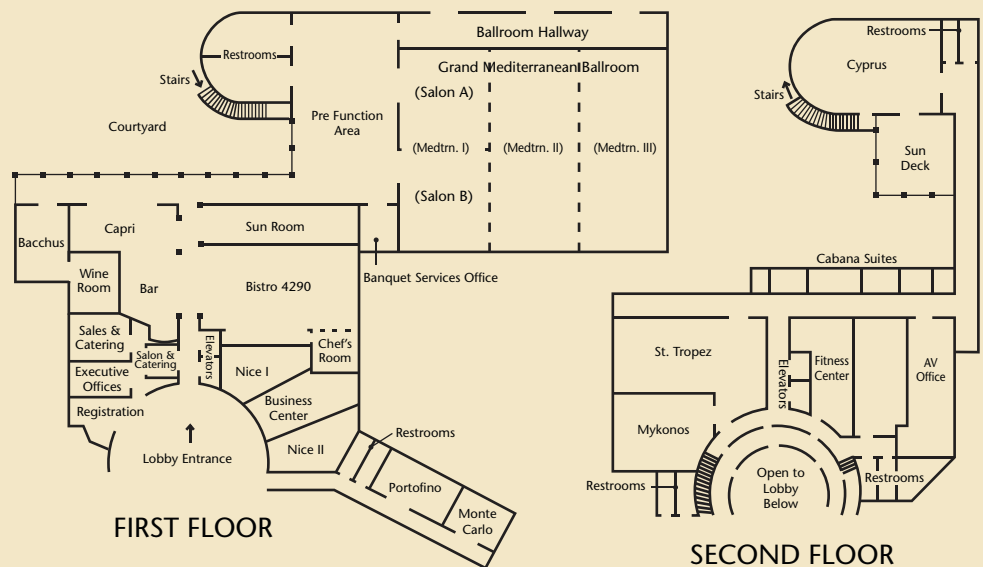 Ballroom Hallway
Restrooms
Grand Mediterranean Ballroom
Stairs
(Salon A)
Pre Function
Area
Courtyard
(Medtrn. I)
(Medtrn. II)
(Medtrn. III)
(Salon B)
Capri
Sun Room
Bacchus
Wine
Room
Bar
Bistro 4290
Banquet Services Office
Sales &
Catering
Salon &
Catering
Elevators
Chef's
Room
Executive
Offices
Nice I
Registration
Business
Center
Lobby Entrance
Nice II
Restrooms
Portofino
Monte
Carlo
FIRST FLOOR
Restrooms
Cyprus
Stairs
Sun
Deck
Cabana Suites
St. Tropez
Elevators
Fitness
Center
AV
Office
Mykonos
Restrooms
Open to
Lobby
Below
Restrooms
SECOND FLOOR